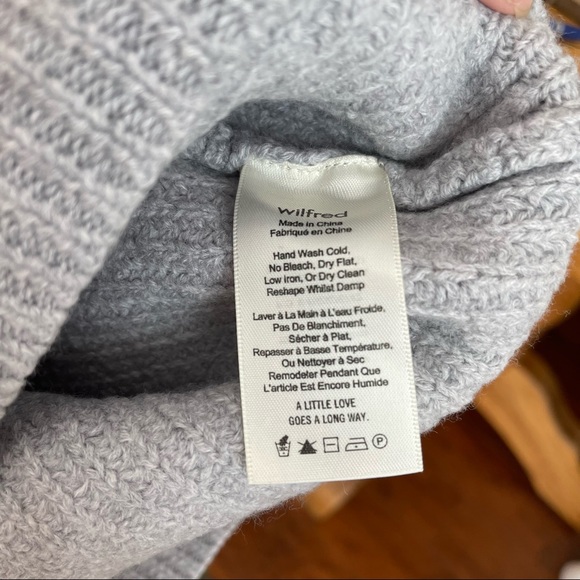 Wilfred
Made in China
Fabriqué en Chine
Hand Wash Cold,
No Bleach, Dry Flat,
Low iron, Or Dry Clean
Reshape Whilst Damp
Laver à La Main à L'eau Froide,
Pas De Blanchiment,
Sécher à Plat,
Repasser à Basse Température,
Ou Nettoyer à Sec
Remodeler Pendant Que
L'article Est Encore Humide
A LITTLE LOVE
GOES A LONG WAY.
P